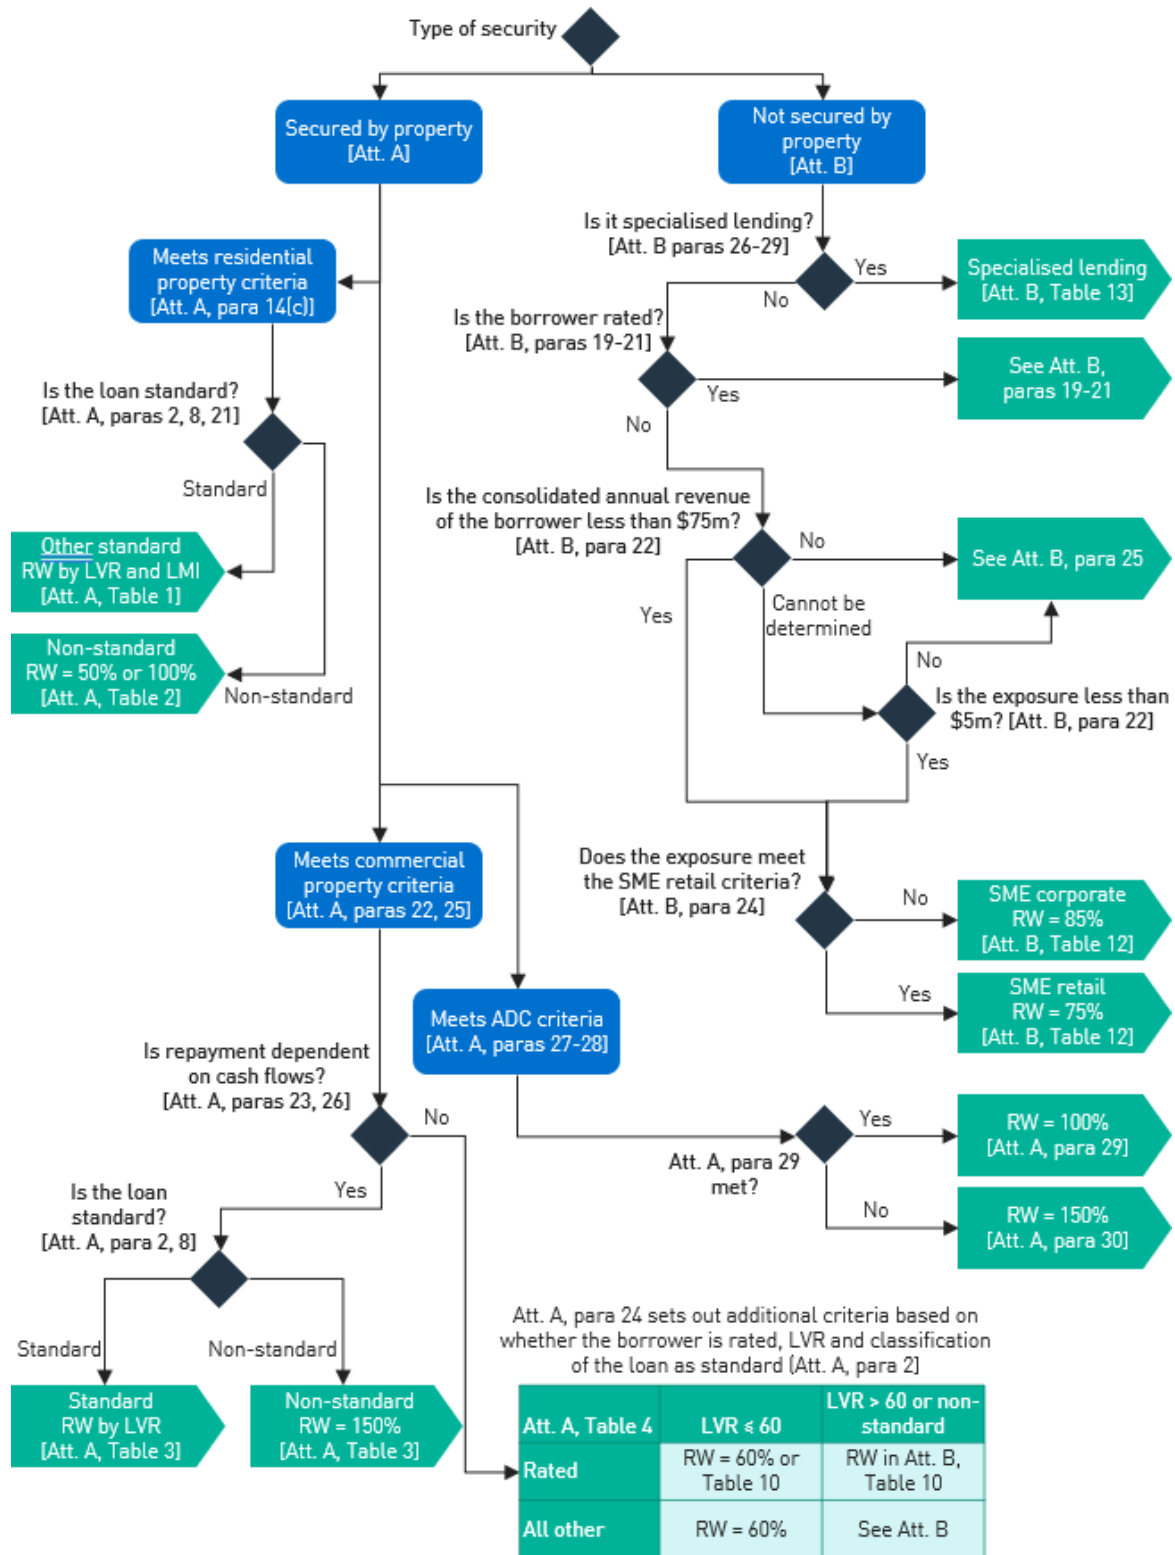 Type of security
Secured by
property
[Att. A]
Not secured by
property
[Att. B]
Is it specialised lending?
[Att. B paras 26-29]
Yes
No
Specialised lending
[Att. B, Table 13]
Meets residential
property criteria
[Att. A, para 14(c)]
Is the borrower rated?
[Att. B, paras 19-21]
Yes
No
See Att. B,
paras 19-21
Is the loan standard?
[Att. A, paras 2, 8, 21]
Standard
Non-standard
Other standard
RW by LVR and LMI
[Att. A, Table 1]
Non-standard
RW = 50% or 100%
[Att. A, Table 2]
Is the consolidated annual revenue
of the borrower less than $75m?
[Att. B, para 22]
No
Yes
Cannot be
determined
See Att. B, para 25
No
Is the exposure less than
$5m? [Att. B, para 22]
Yes
Meets commercial
property criteria
[Att. A, paras 22, 25]
Does the exposure meet
the SME retail criteria?
[Att. B, para 24]
No
SME corporate
RW = 85%
[Att. B, Table 12]
Yes
SME retail
RW = 75%
[Att. B, Table 12]
Meets ADC criteria
[Att. A, paras 27-28]
Is repayment dependent
on cash flows?
[Att. A, paras 23, 26]
No
Yes
Att. A, para 29
met?
Yes
RW = 100%
[Att. A, para 29]
No
RW = 150%
[Att. A, para 30]
Is the loan
standard?
[Att. A, para 2, 8]
Standard
Non-standard
Standard
RW by LVR
[Att. A, Table 3]
Non-standard
RW = 150%
[Att. A, Table 3]
Att. A, para 24 sets out additional criteria based on
whether the borrower is rated, LVR and classification
of the loan as standard (Att. A, para 2]
Att. A, Table 4
LVR ≤ 60
LVR > 60 or non-
standard
Rated
RW = 60% or
Table 10
RW in Att. B,
Table 10
All other
RW = 60%
See Att. B